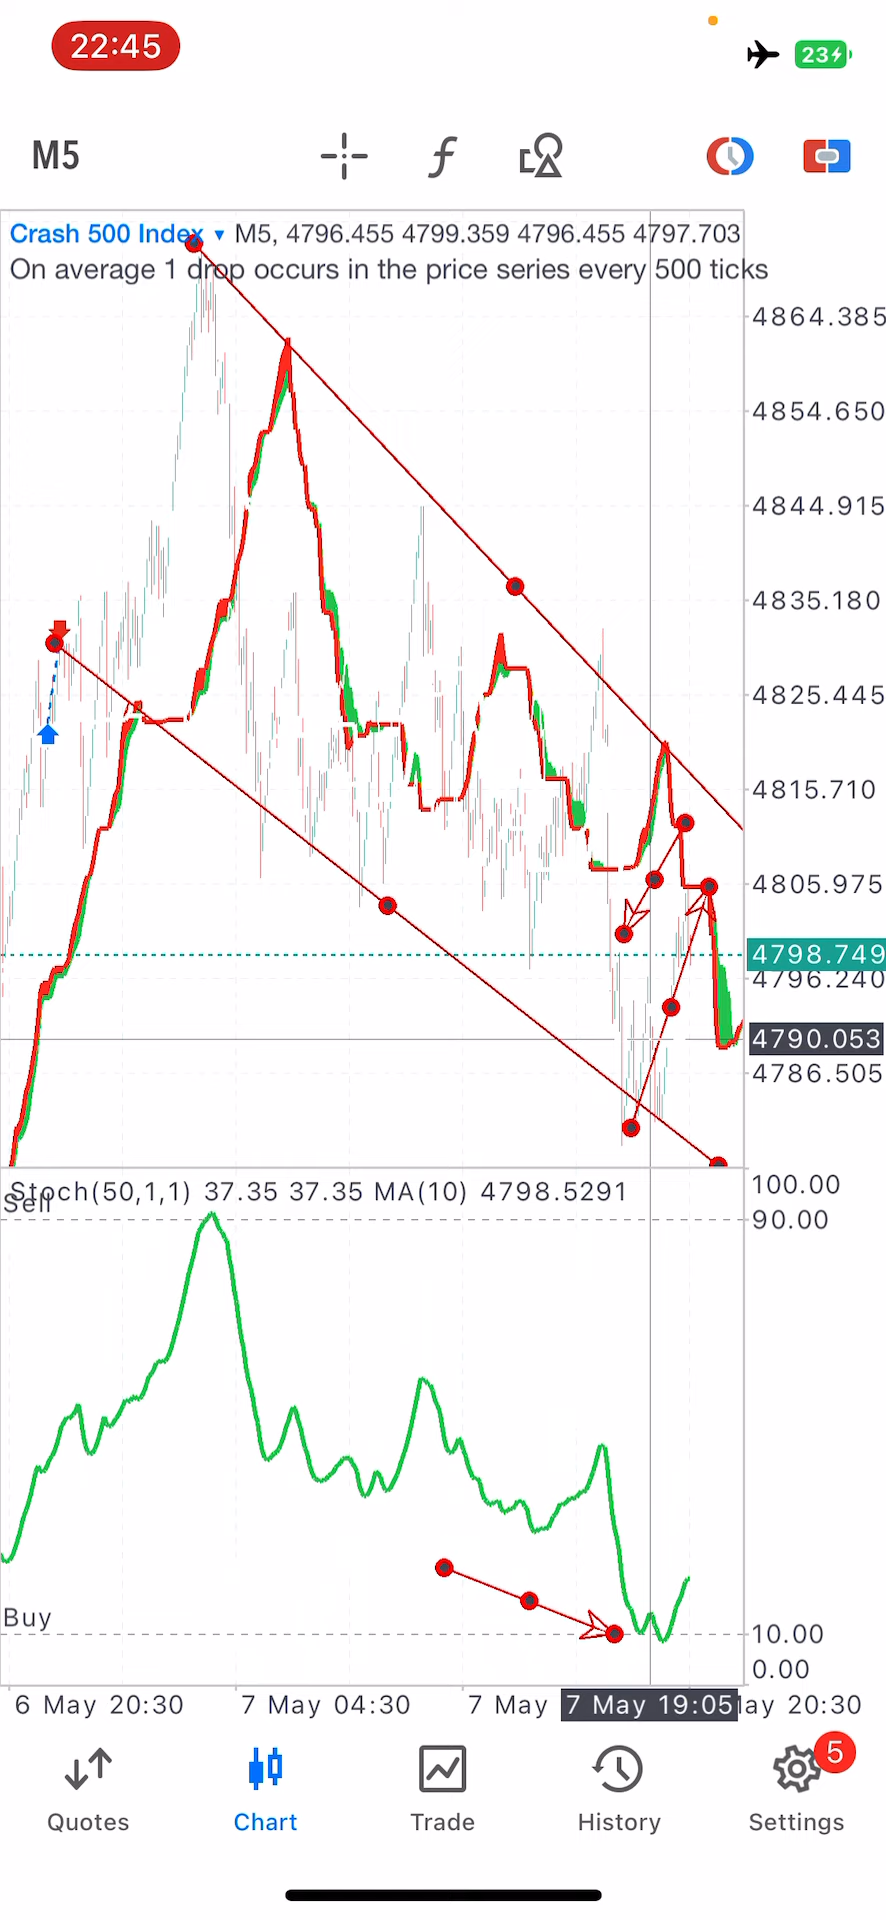 22:45
23
M5
Crash 500 Index ▼ M5, 4796.455 4799.359 4796.455 4797.703
On average 1 drop occurs in the price series every 500 ticks
4864.385
4854.650
4844.915
4835.180
4825.445
4815.710
4805.975
4798.749
4796.240
4790.053
4786.505
Stoch(50,1,1) 37.35 37.35 MA(10) 4798.5291
Sell
100.00
90.00
Buy
10.00
0.00
6 May 20:30 7 May 04:30 7 May 7 May 19:05 ay 20:30
5
Quotes Chart Trade History Settings